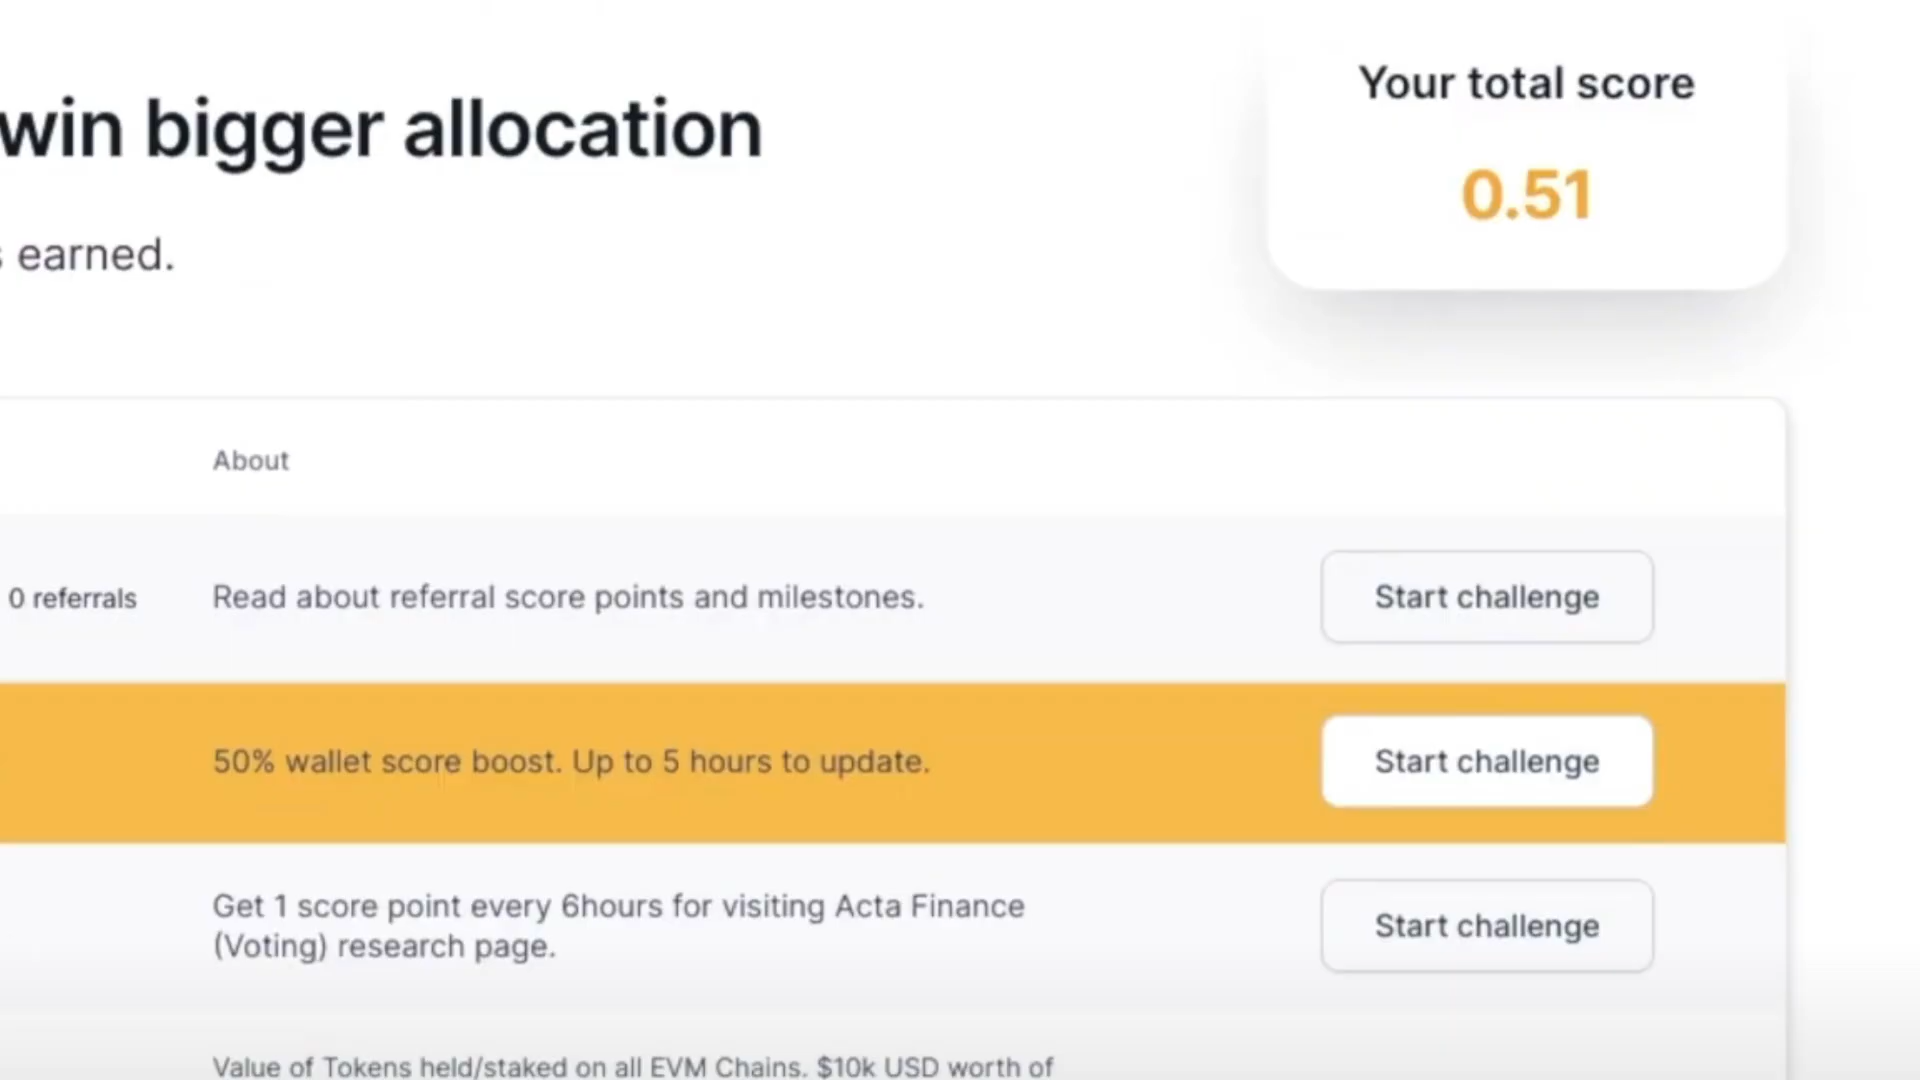 Your total score
win bigger allocation
0.51
earned.
About
0 referrals
Read about referral score points and milestones.
Start challenge
50% wallet score boost. Up to 5 hours to update.
Start challenge
Get 1 score point every 6hours for visiting Acta Finance
(Voting) research page.
Start challenge
Value of Tokens held/staked on all EVM Chains. $10k USD worth of